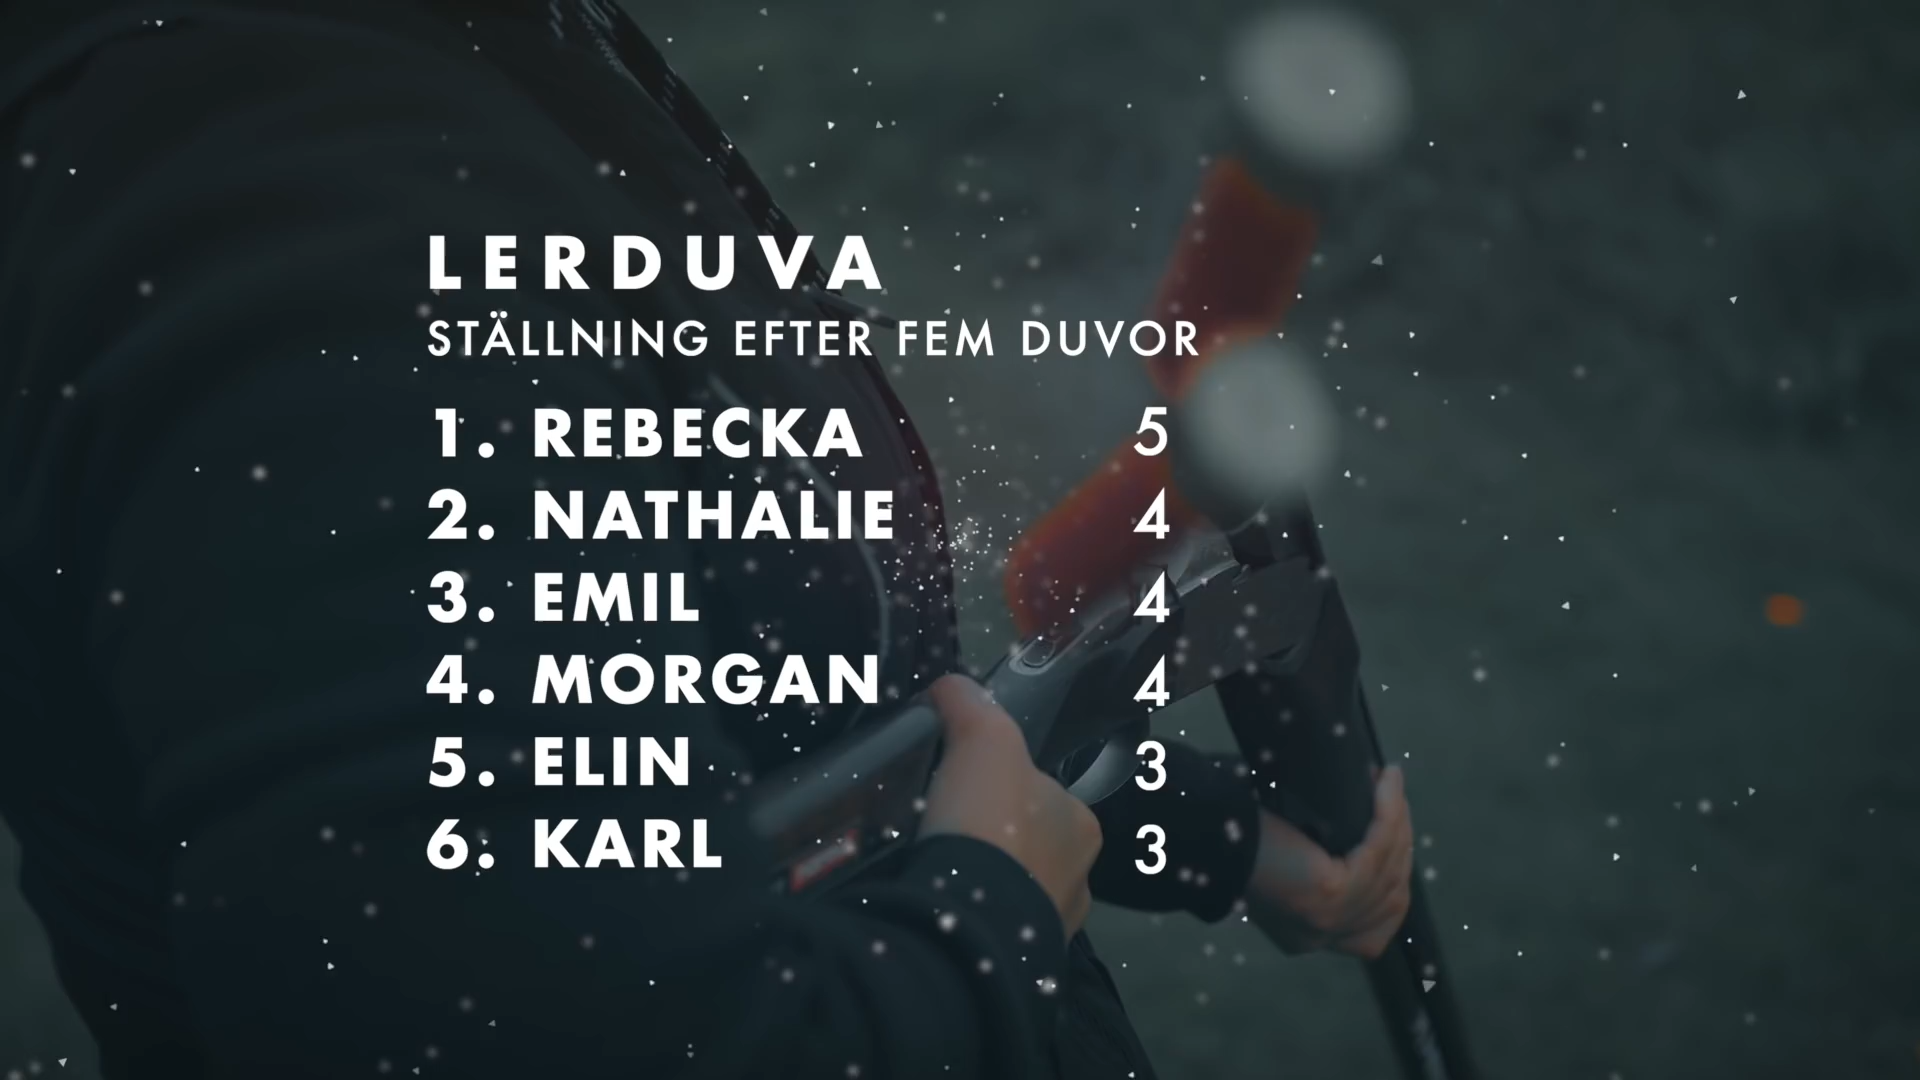 LERDUVA
STÄLLNING EFTER FEM DUVOR
1. REBECKA 5
2. NATHALIE 4
3. EMIL 4
4. MORGAN 4
5. ELIN 3
6. KARL 3